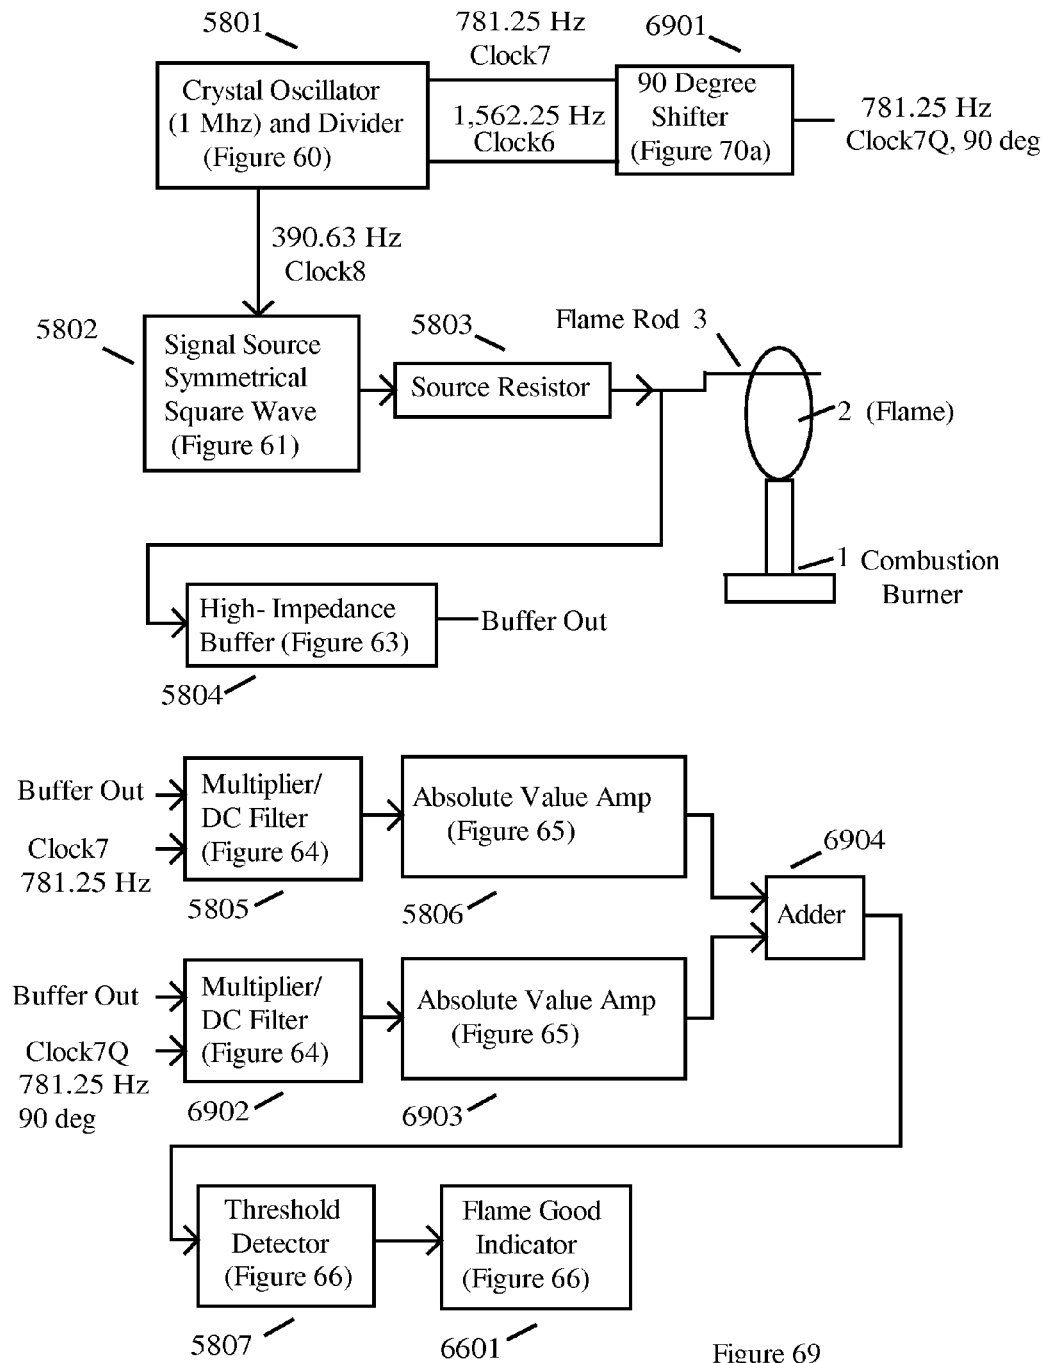 5801
781.25 Hz
Clock7
6901
Crystal Oscillator
(1 Mhz) and Divider
(Figure 60)
1,562.25 Hz
Clock6
90 Degree
Shifter
(Figure 70a)
781.25 Hz
Clock7Q, 90 deg
390.63 Hz
Clock8
5802
Signal Source
Symmetrical
Square Wave
(Figure 61)
5803
Source Resistor
Flame Rod 3
2 (Flame)
1 Combustion
Burner
High- Impedance
Buffer (Figure 63)
Buffer Out
5804
Buffer Out
Clock7
781.25 Hz
Multiplier/
DC Filter
(Figure 64)
5805
Absolute Value Amp
(Figure 65)
5806
6904
Adder
Buffer Out
Clock7Q
781.25 Hz
90 deg
Multiplier/
DC Filter
(Figure 64)
6902
Absolute Value Amp
(Figure 65)
6903
Threshold
Detector
(Figure 66)
5807
Flame Good
Indicator
(Figure 66)
6601
Figure 69